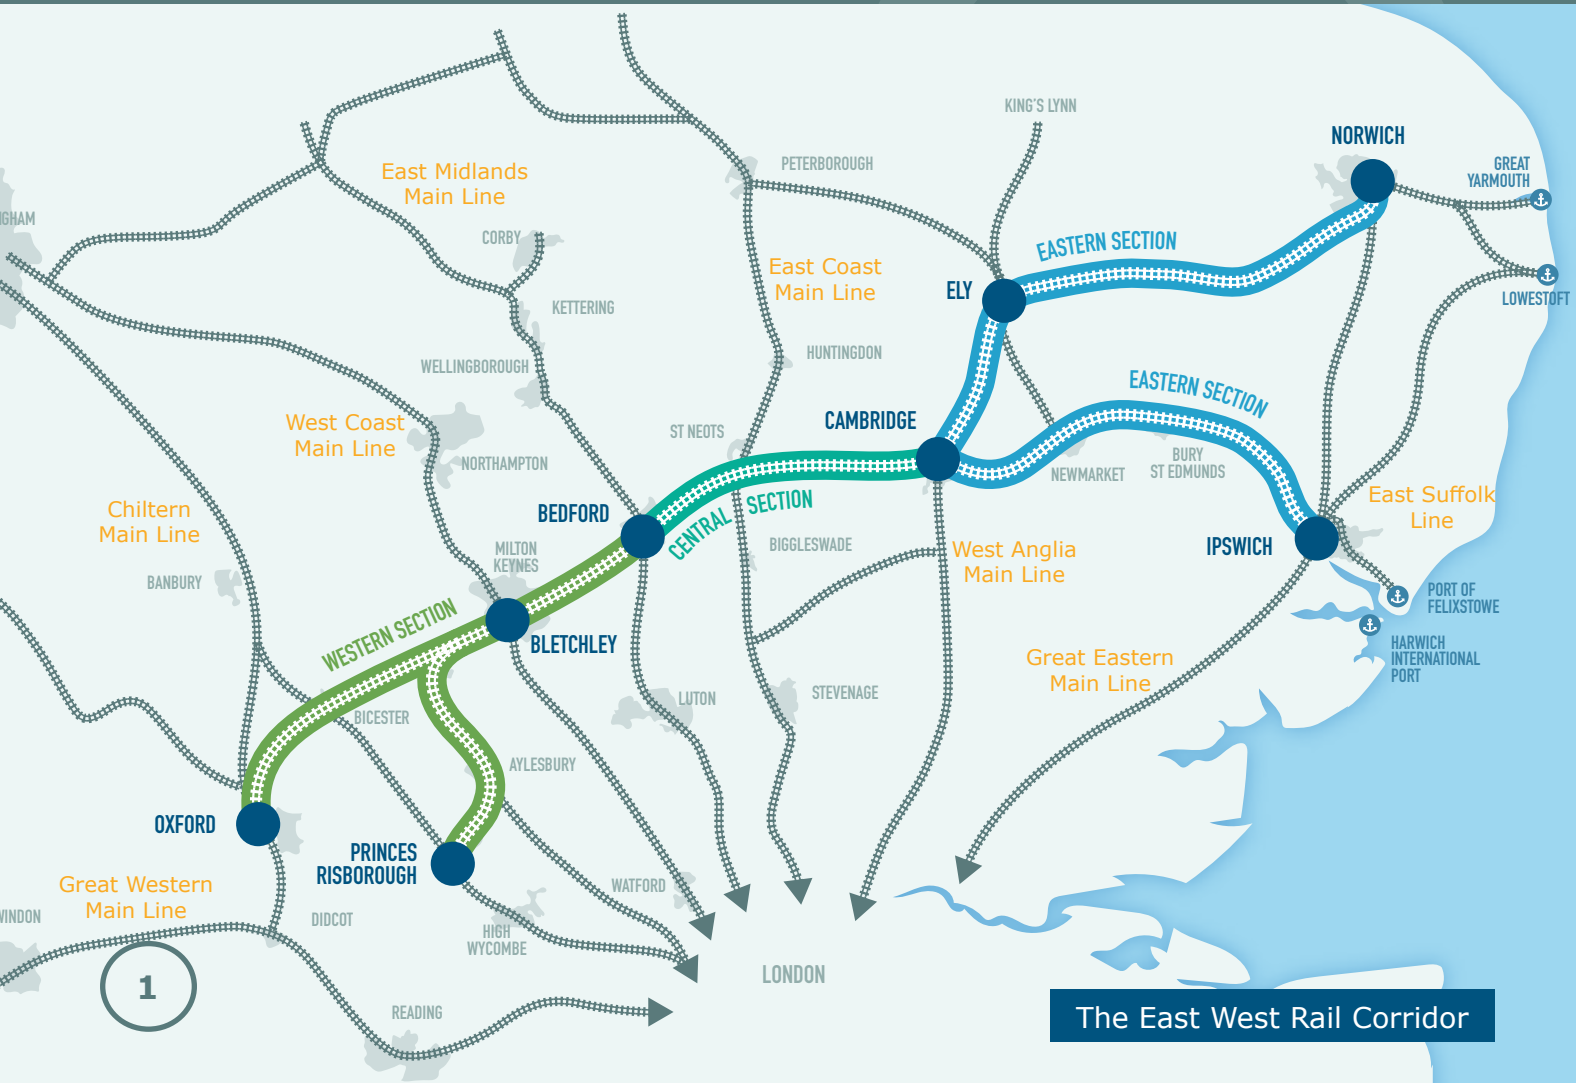 KING'S LYNN
NORWICH
PETERBOROUGH
GREAT
YARMOUTH
East Midlands
Main Line
GHAM
CORBY
EASTERN SECTION
East Coast
Main Line
ELY
LOWESTOFT
KETTERING
HUNTINGDON
WELLINGBOROUGH
EASTERN SECTION
West Coast
Main Line
CAMBRIDGE
ST NEOTS
NORTHAMPTON
BURY
ST EDMUNDS
NEWMARKET
East Suffolk
Line
Chiltern
Main Line
BEDFORD
CENTRAL SECTION
BIGGLESWADE
West Anglia
Main Line
IPSWICH
MILTON
KEYNES
BANBURY
PORT OF
FELIXSTOWE
WESTERN SECTION
BLETCHLEY
HARWICH
INTERNATIONAL
PORT
Great Eastern
Main Line
LUTON
STEVENAGE
BICESTER
AYLESBURY
OXFORD
PRINCES
RISBOROUGH
Great Western
Main Line
WATFORD
WINDON
DIDCOT
HIGH
WYCOMBE
LONDON
1
READING
The East West Rail Corridor